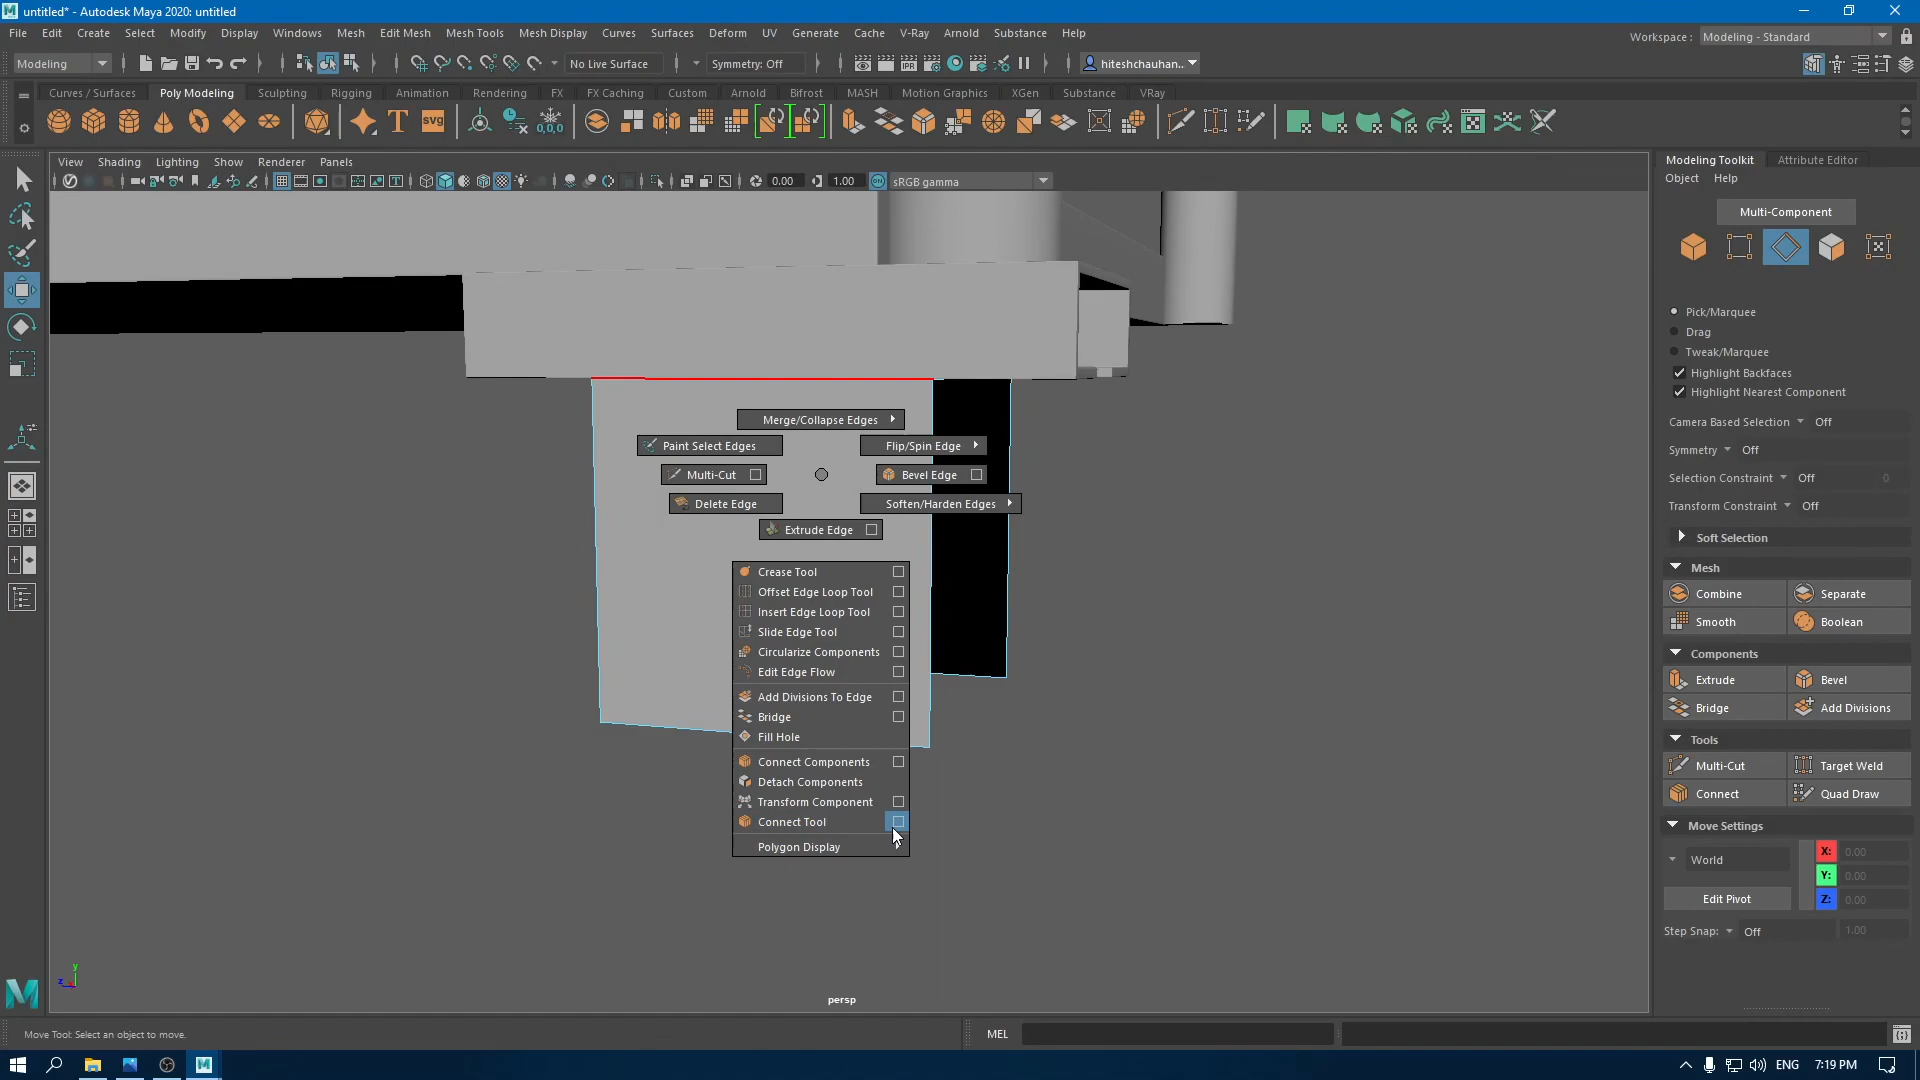 untitled* - Autodesk Maya 2020: untitled
File Edit Create Select Modify Display Windows Mesh Edit Mesh Mesh Tools Mesh Display Curves Surfaces Deform UV Generate Cache V-Ray Arnold Substance Help
Workspace : Modeling - Standard
Modeling No Live Surface Symmetry: Off hiteshchauhan...
Curves / Surfaces Poly Modeling Sculpting Rigging Animation Rendering FX FX Caching Custom Arnold Bifrost MASH Motion Graphics XGen Substance VRay
T svg IPR 0,0,0
View Shading Lighting Show Renderer Panels
0.00 1.00 ON sRGB gamma
Merge/Collapse Edges
Paint Select Edges Flip/Spin Edge
Multi-Cut Bevel Edge
Delete Edge Soften/Harden Edges
Extrude Edge
Crease Tool
Offset Edge Loop Tool
Insert Edge Loop Tool
Slide Edge Tool
Circularize Components
Edit Edge Flow
Add Divisions To Edge
Bridge
Fill Hole
Connect Components
Detach Components
Transform Component
Connect Tool
Polygon Display
y
z
persp
Modeling Toolkit Attribute Editor
Object Help
Multi-Component
Pick/Marquee
Drag
Tweak/Marquee
Highlight Backfaces
Highlight Nearest Component
Camera Based Selection Off
Symmetry Off
Selection Constraint Off 0
Transform Constraint Off
Soft Selection
Mesh
Combine Separate
Smooth Boolean
Components
Extrude Bevel
Bridge Add Divisions
Tools
Multi-Cut Target Weld
Connect Quad Draw
Move Settings
World X: 0.00
Y: 0.00
Edit Pivot Z: 0.00
Step Snap: Off 1.00
Move Tool: Select an object to move.
MEL
ENG 7:19 PM